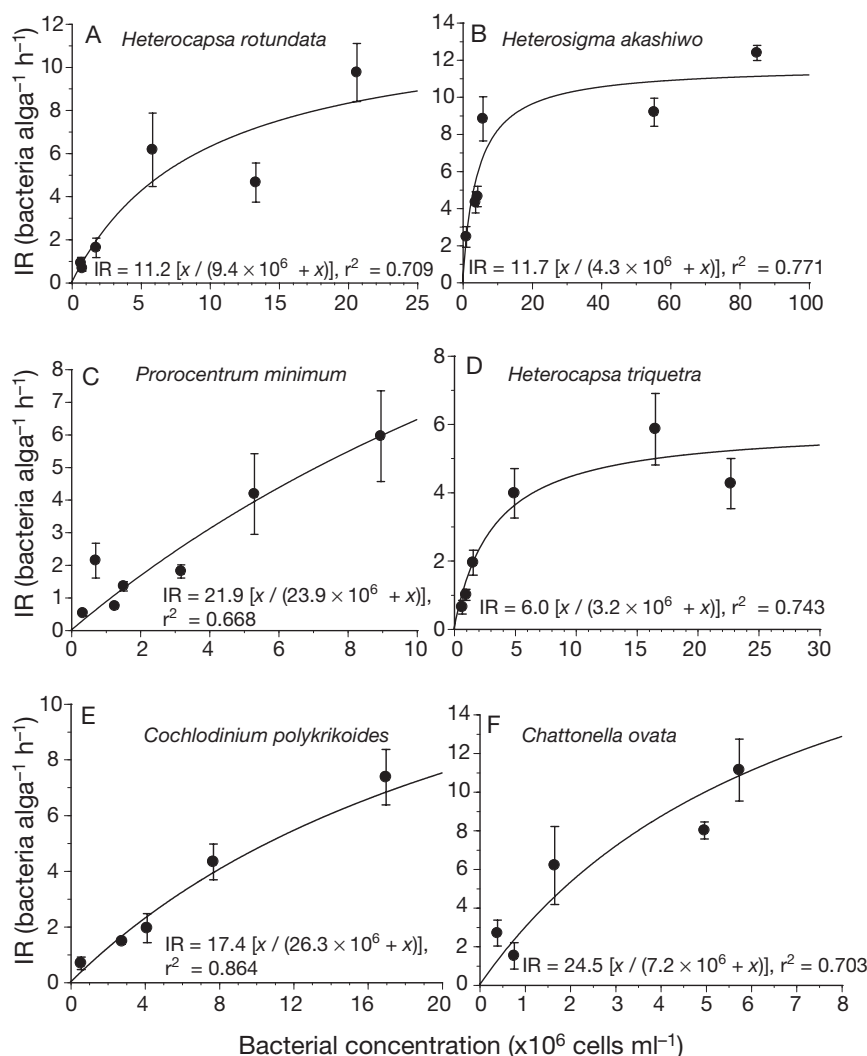 A Heterocapsa rotundata
12
10
8
6
4
2
0
0 5 10 15 20 25
IR (bacteria alga⁻¹ h⁻¹)
IR = 11.2 [x / (9.4 × 10⁶ + x)], r² = 0.709
B Heterosigma akashiwo
14
12
10
8
6
4
2
0
0 20 40 60 80 100
IR = 11.7 [x / (4.3 × 10⁶ + x)], r² = 0.771
C Prorocentrum minimum
8
7
6
5
4
3
2
1
0
0 2 4 6 8 10
IR (bacteria alga⁻¹ h⁻¹)
IR = 21.9 [x / (23.9 × 10⁶ + x)],
r² = 0.668
D Heterocapsa triquetra
8
6
4
2
0
0 5 10 15 20 25 30
IR = 6.0 [x / (3.2 × 10⁶ + x)], r² = 0.743
E Cochlodinium polykrikoides
10
8
6
4
2
0
0 4 8 12 16 20
IR (bacteria alga⁻¹ h⁻¹)
IR = 17.4 [x / (26.3 × 10⁶ + x)],
r² = 0.864
F Chattonella ovata
14
12
10
8
6
4
2
0
0 1 2 3 4 5 6 7 8
IR = 24.5 [x / (7.2 × 10⁶ + x)], r² = 0.703
Bacterial concentration (x10⁶ cells ml⁻¹)